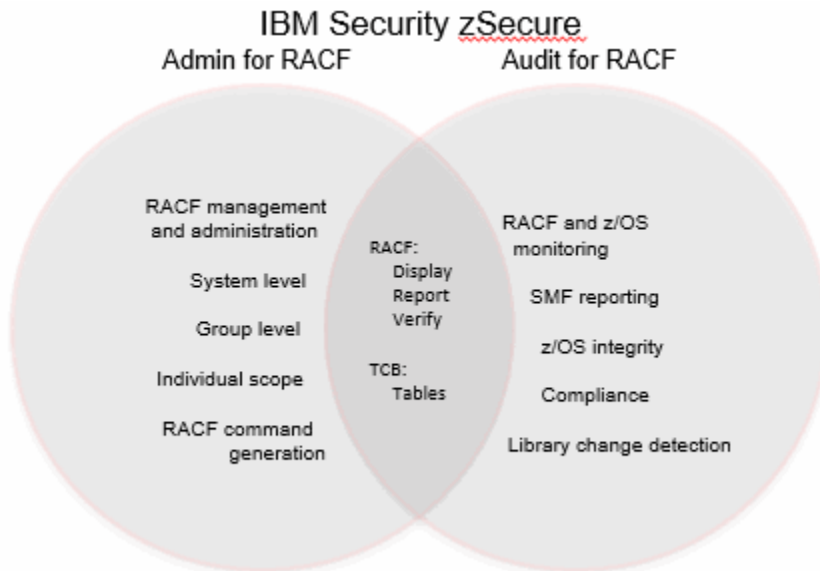 IBM Security zSecure
Admin for RACF
Audit for RACF
RACF management
and administration
System level
Group level
Individual scope
RACF command
generation
RACF:
Display
Report
Verify
TCB:
Tables
RACF and z/OS
monitoring
SMF reporting
z/OS integrity
Compliance
Library change detection